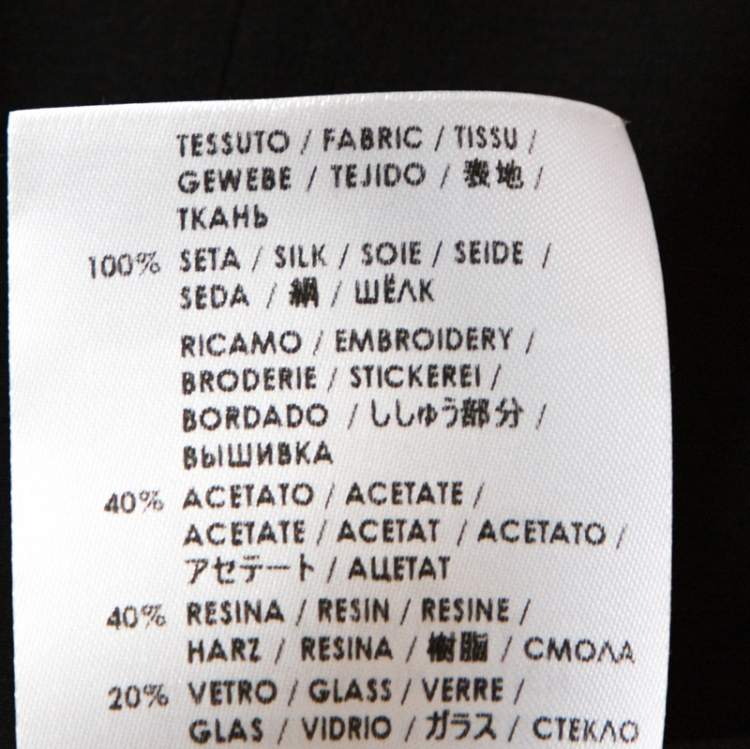 TESSUTO / FABRIC / TISSU /
GEWEBE / TEJIDO / 表地 /
ТКАНЬ
100% SETA / SILK / SOIE / SEIDE /
SEDA / 絹 / ШЁЛК
RICAMO / EMBROIDERY /
BRODERIE / STICKEREI /
BORDADO / ししゅう部分 /
ВЫШИВКА
40% ACETATO / ACETATE /
ACETATE / ACETAT / ACETATO /
アセテート / АЦЕТАТ
40% RESINA / RESIN / RESINE /
HARZ / RESINA / 樹脂 / СМОЛА
20% VETRO / GLASS / VERRE /
GLAS / VIDRIO / ガラス / СТЕКЛО